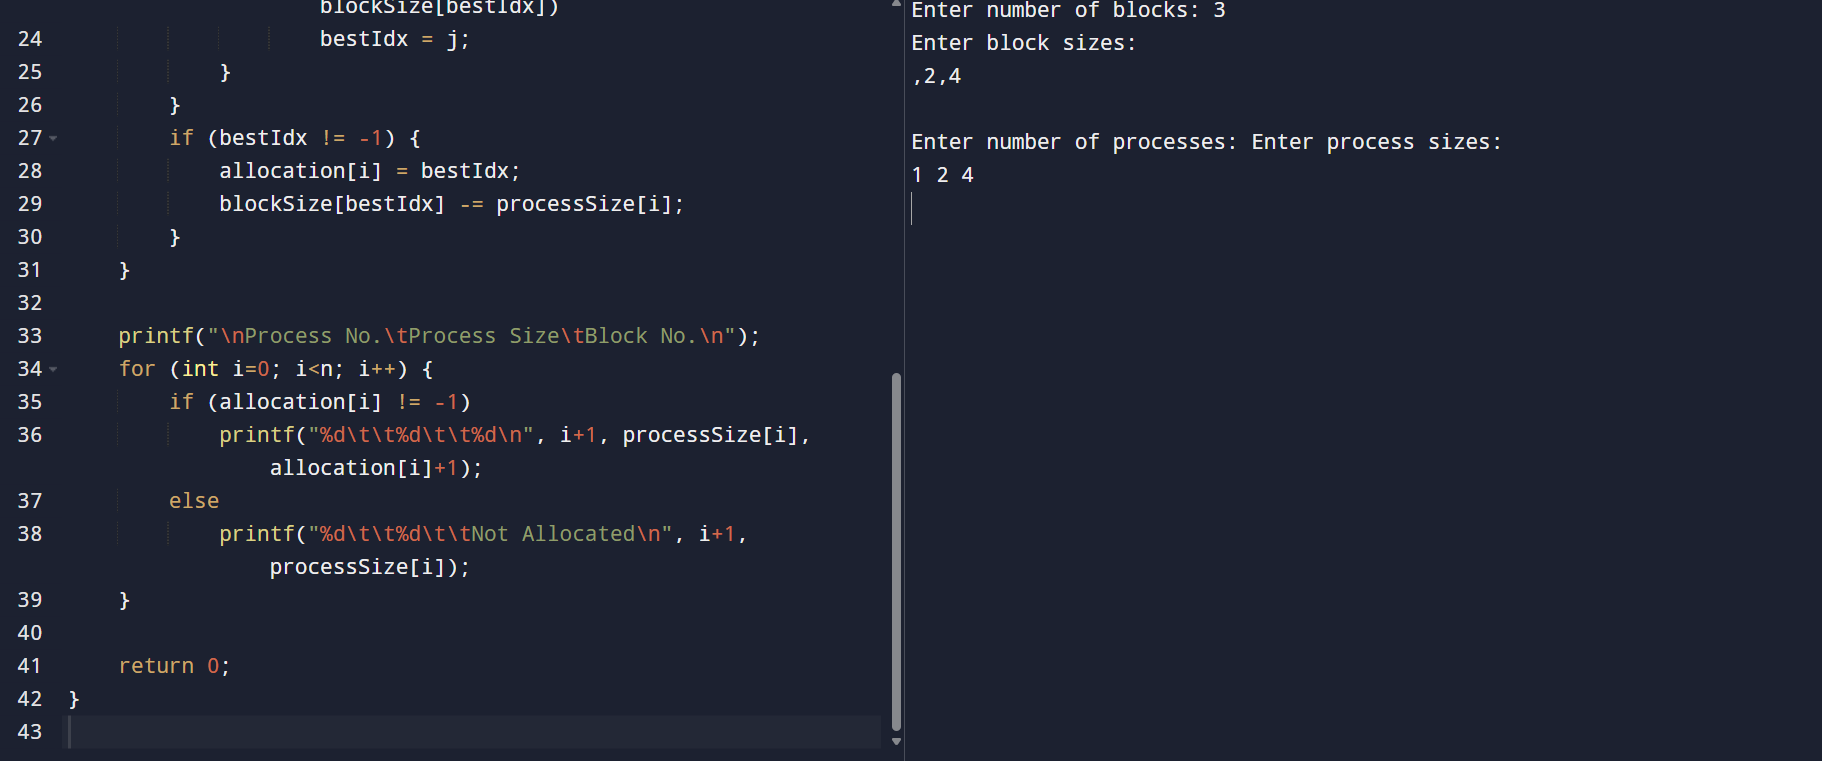 blockSize[bestIdx])
24 bestIdx = j;
25 }
26 }
27 if (bestIdx != -1) {
28 allocation[i] = bestIdx;
29 blockSize[bestIdx] -= processSize[i];
30 }
31 }
32
33 printf("\nProcess No.\tProcess Size\tBlock No.\n");
34 for (int i=0; i<n; i++) {
35 if (allocation[i] != -1)
36 printf("%d\t\t%d\t\t%d\n", i+1, processSize[i],
allocation[i]+1);
37 else
38 printf("%d\t\t%d\t\tNot Allocated\n", i+1,
processSize[i]);
39 }
40
41 return 0;
42 }
43
Enter number of blocks: 3
Enter block sizes:
,2,4

Enter number of processes: Enter process sizes:
1 2 4